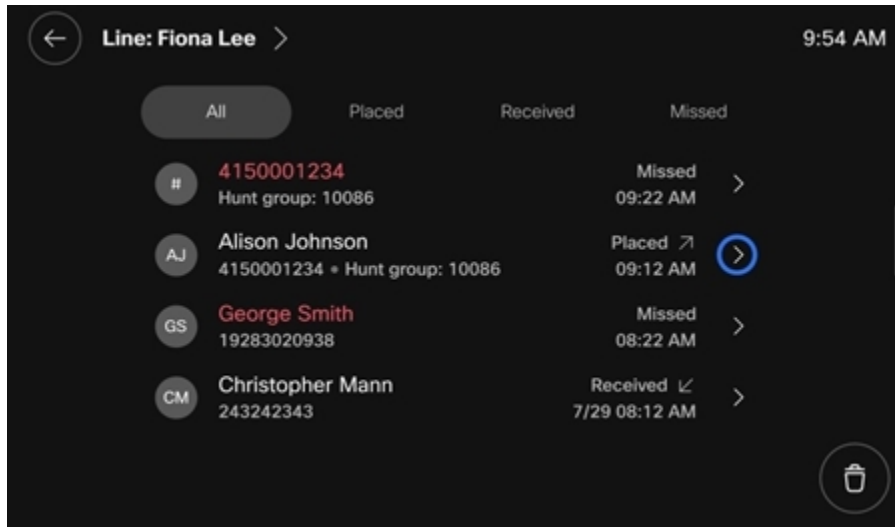 Line: Fiona Lee
9:54 AM
All Placed Received Missed
# 4150001234 Missed
Hunt group: 10086 09:22 AM
AJ Alison Johnson Placed
4150001234 • Hunt group: 10086 09:12 AM
GS George Smith Missed
19283020938 08:22 AM
CM Christopher Mann Received
243242343 7/29 08:12 AM